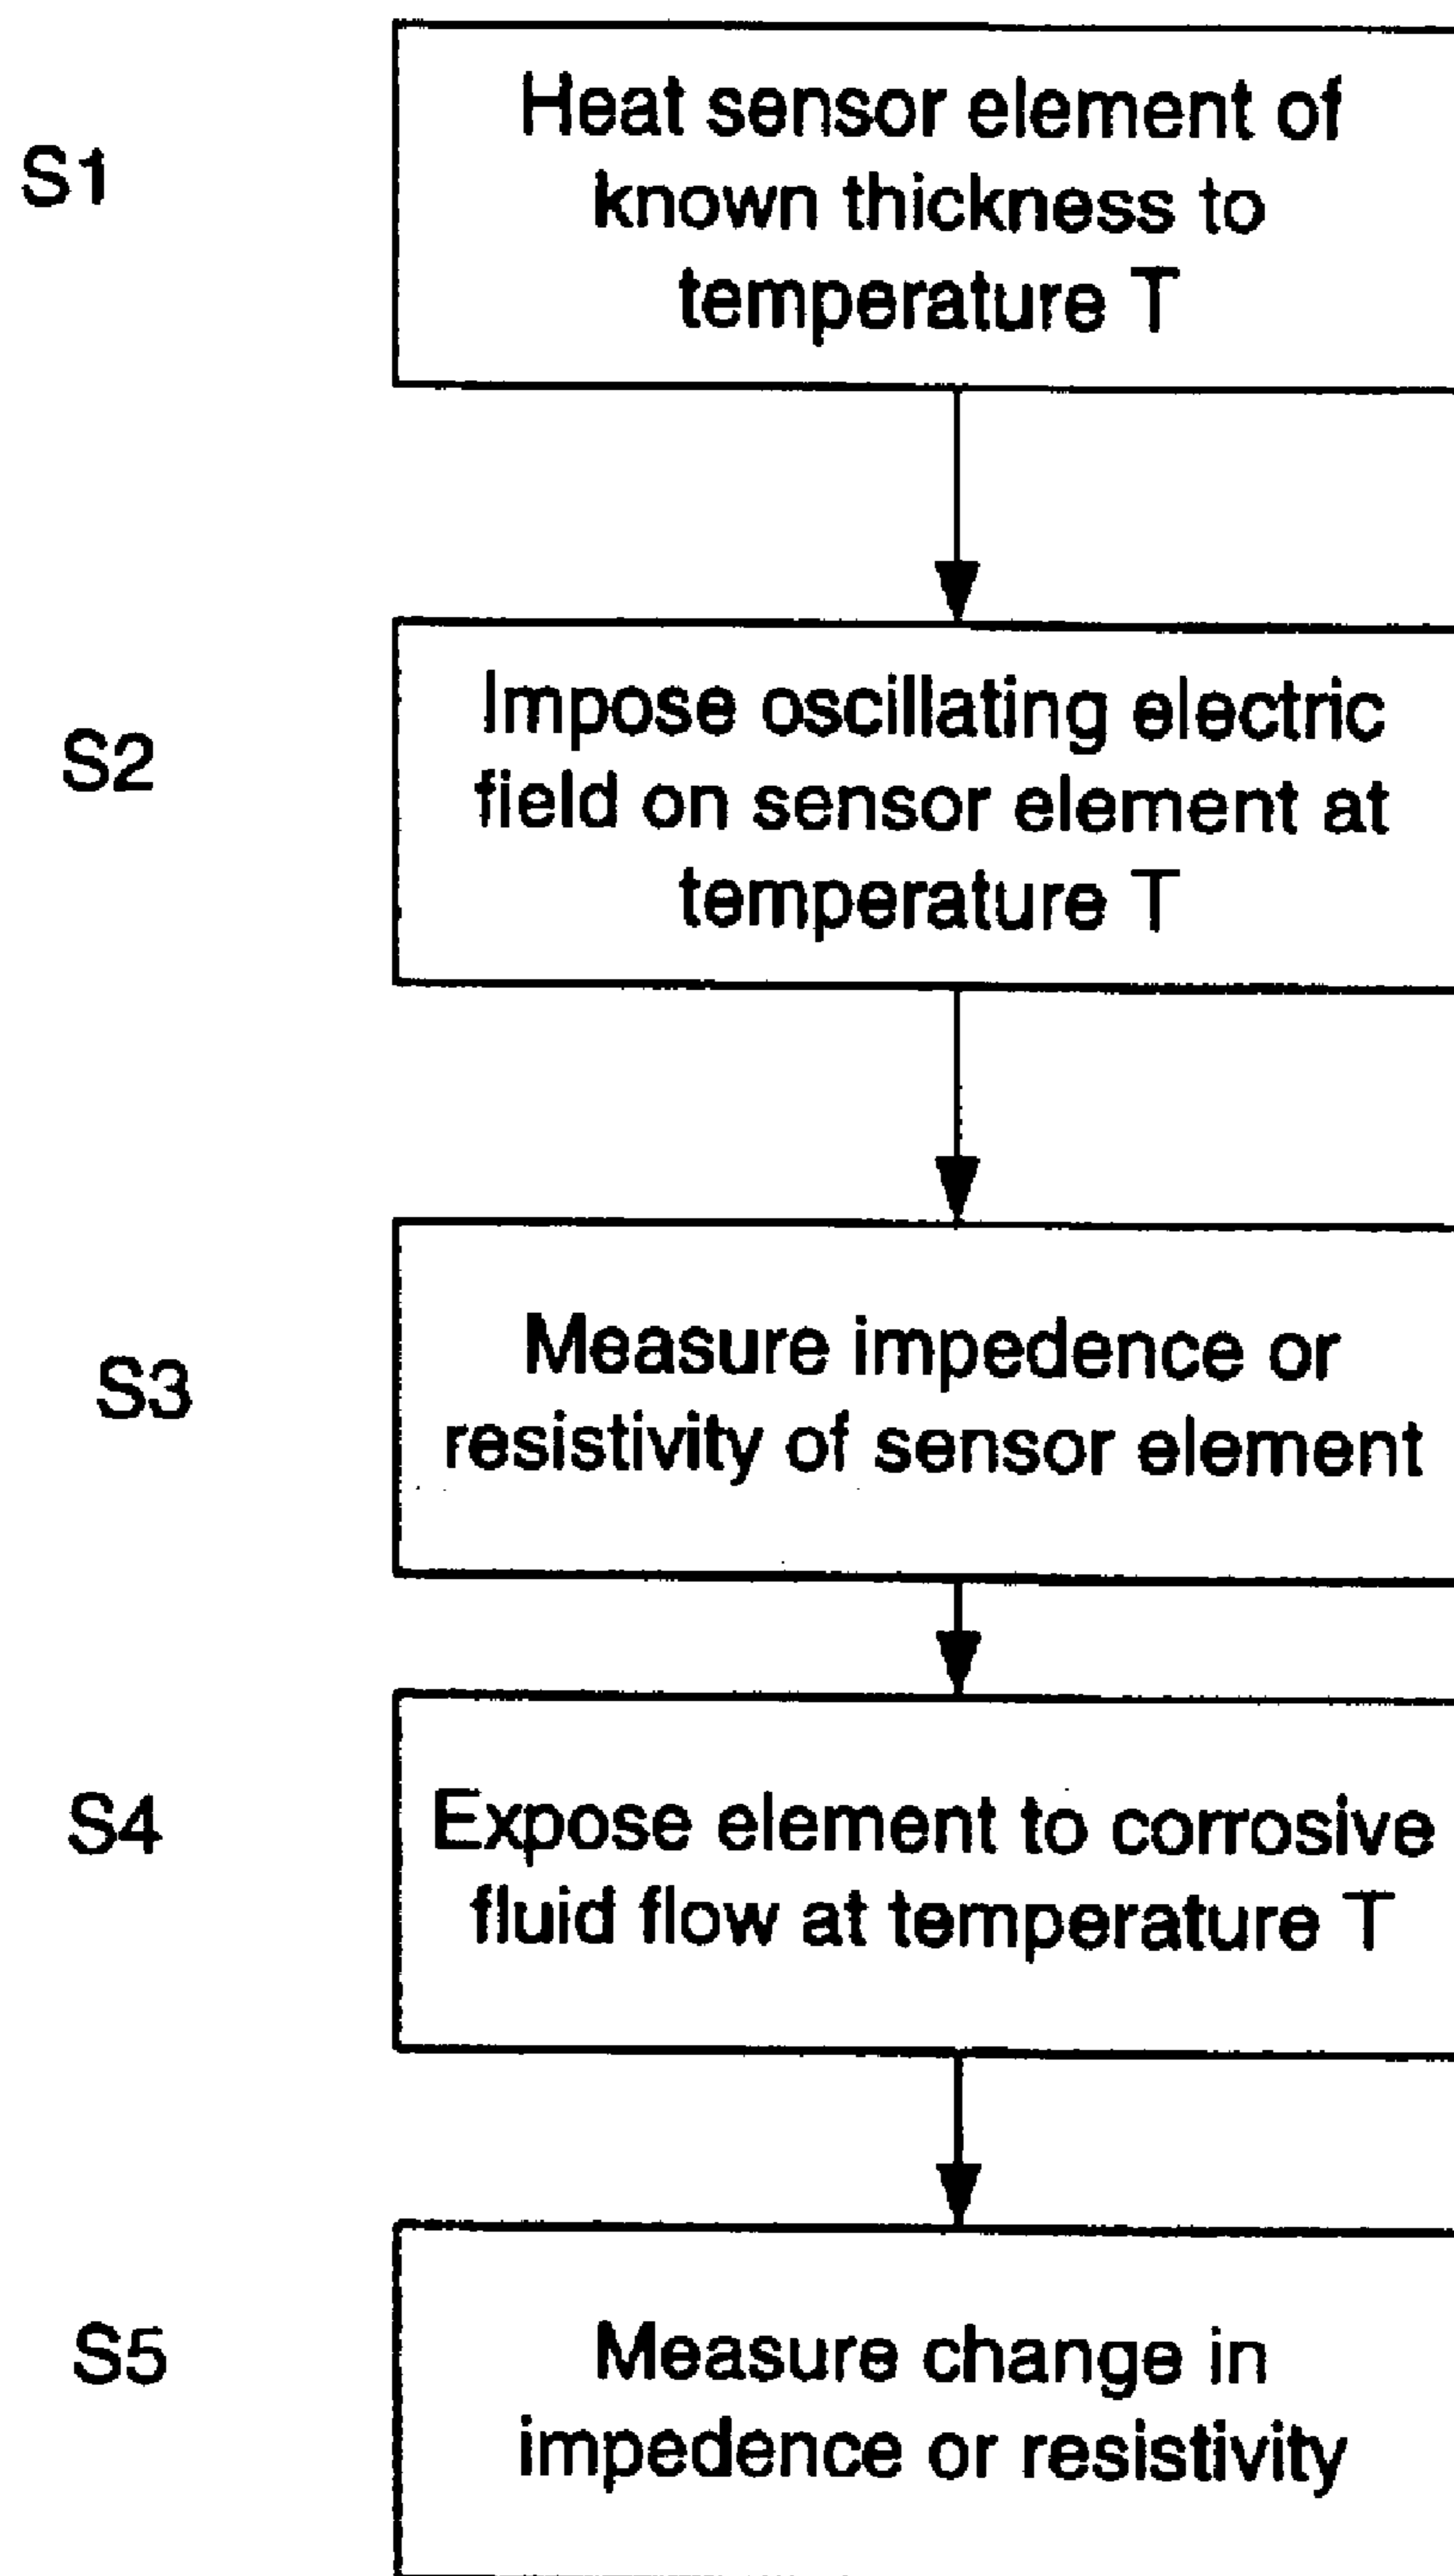 S1
Heat sensor element of
known thickness to
temperature T
S2
Impose oscillating electric
field on sensor element at
temperature T
S3
Measure impedence or
resistivity of sensor element
S4
Expose element to corrosive
fluid flow at temperature T
S5
Measure change in
impedence or resistivity